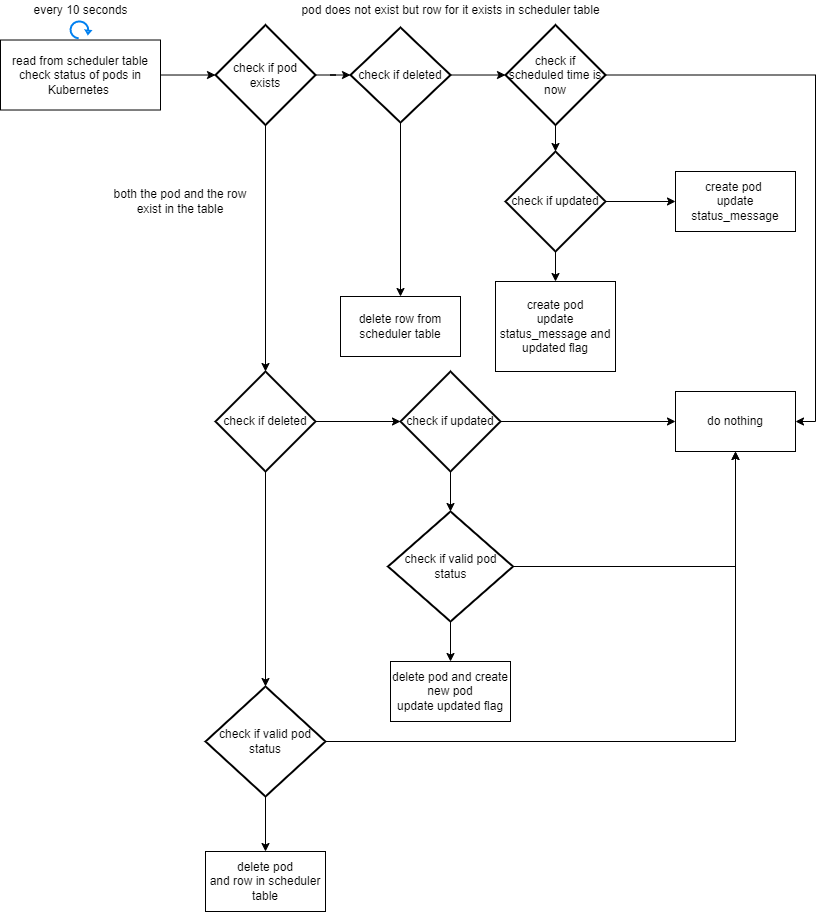 every 10 seconds
pod does not exist but row for it exists in scheduler table
read from scheduler table
check status of pods in
Kubernetes
check if pod
exists
check if deleted
check if
scheduled time is
now
both the pod and the row
exist in the table
check if updated
create pod
update
status_message
delete row from
scheduler table
create pod
update
status_message and
updated flag
check if deleted
check if updated
do nothing
check if valid pod
status
delete pod and create
new pod
update updated flag
check if valid pod
status
delete pod
and row in scheduler
table